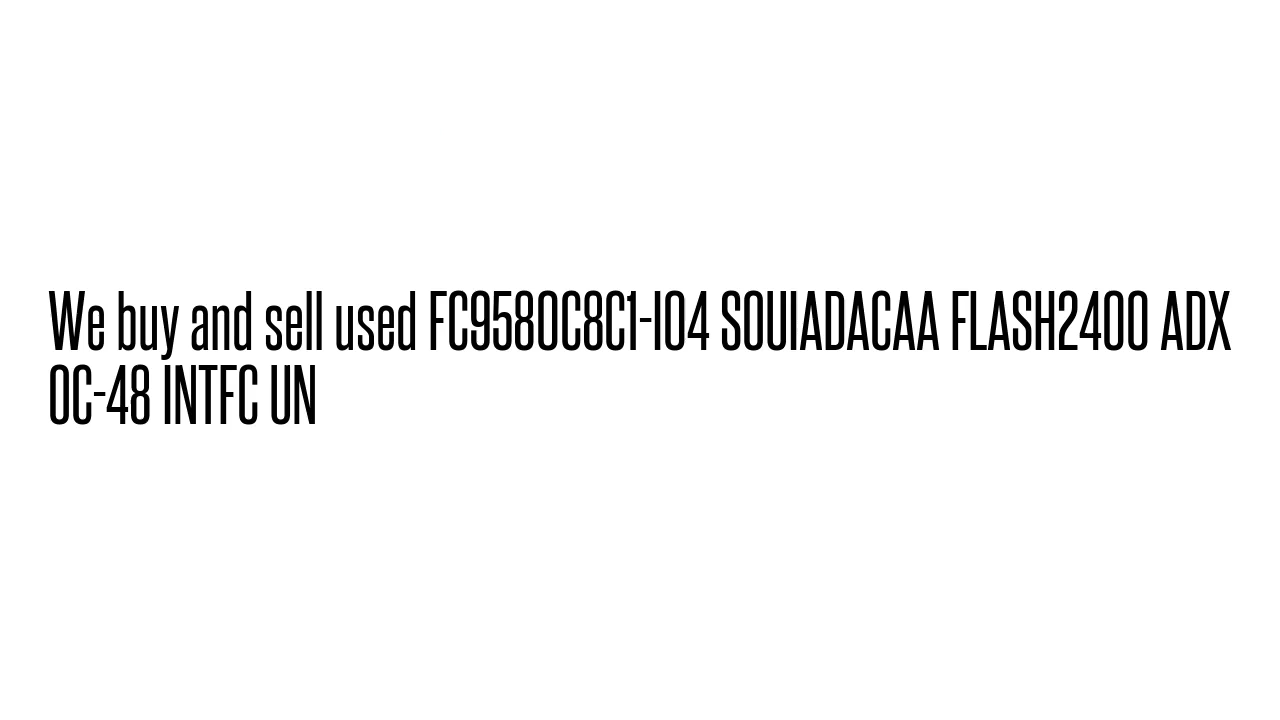 We buy and sell used FC9580C8C1-I04 SOUIADACAA FLASH2400 ADX
OC-48 INTFC UN